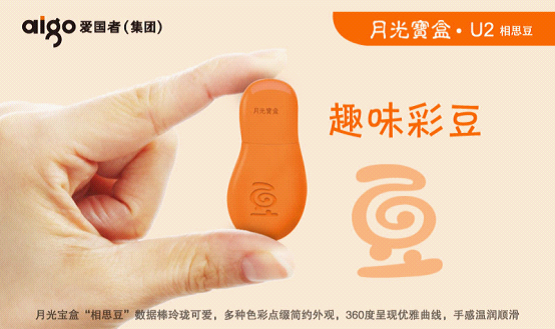 aigo 爱国者(集团)
月光寶盒·U2 相思豆
月光寶盒
趣味彩豆
月光宝盒“相思豆”数据棒玲珑可爱，多种色彩点缀简约外观，360度呈现优雅曲线，手感温润顺滑